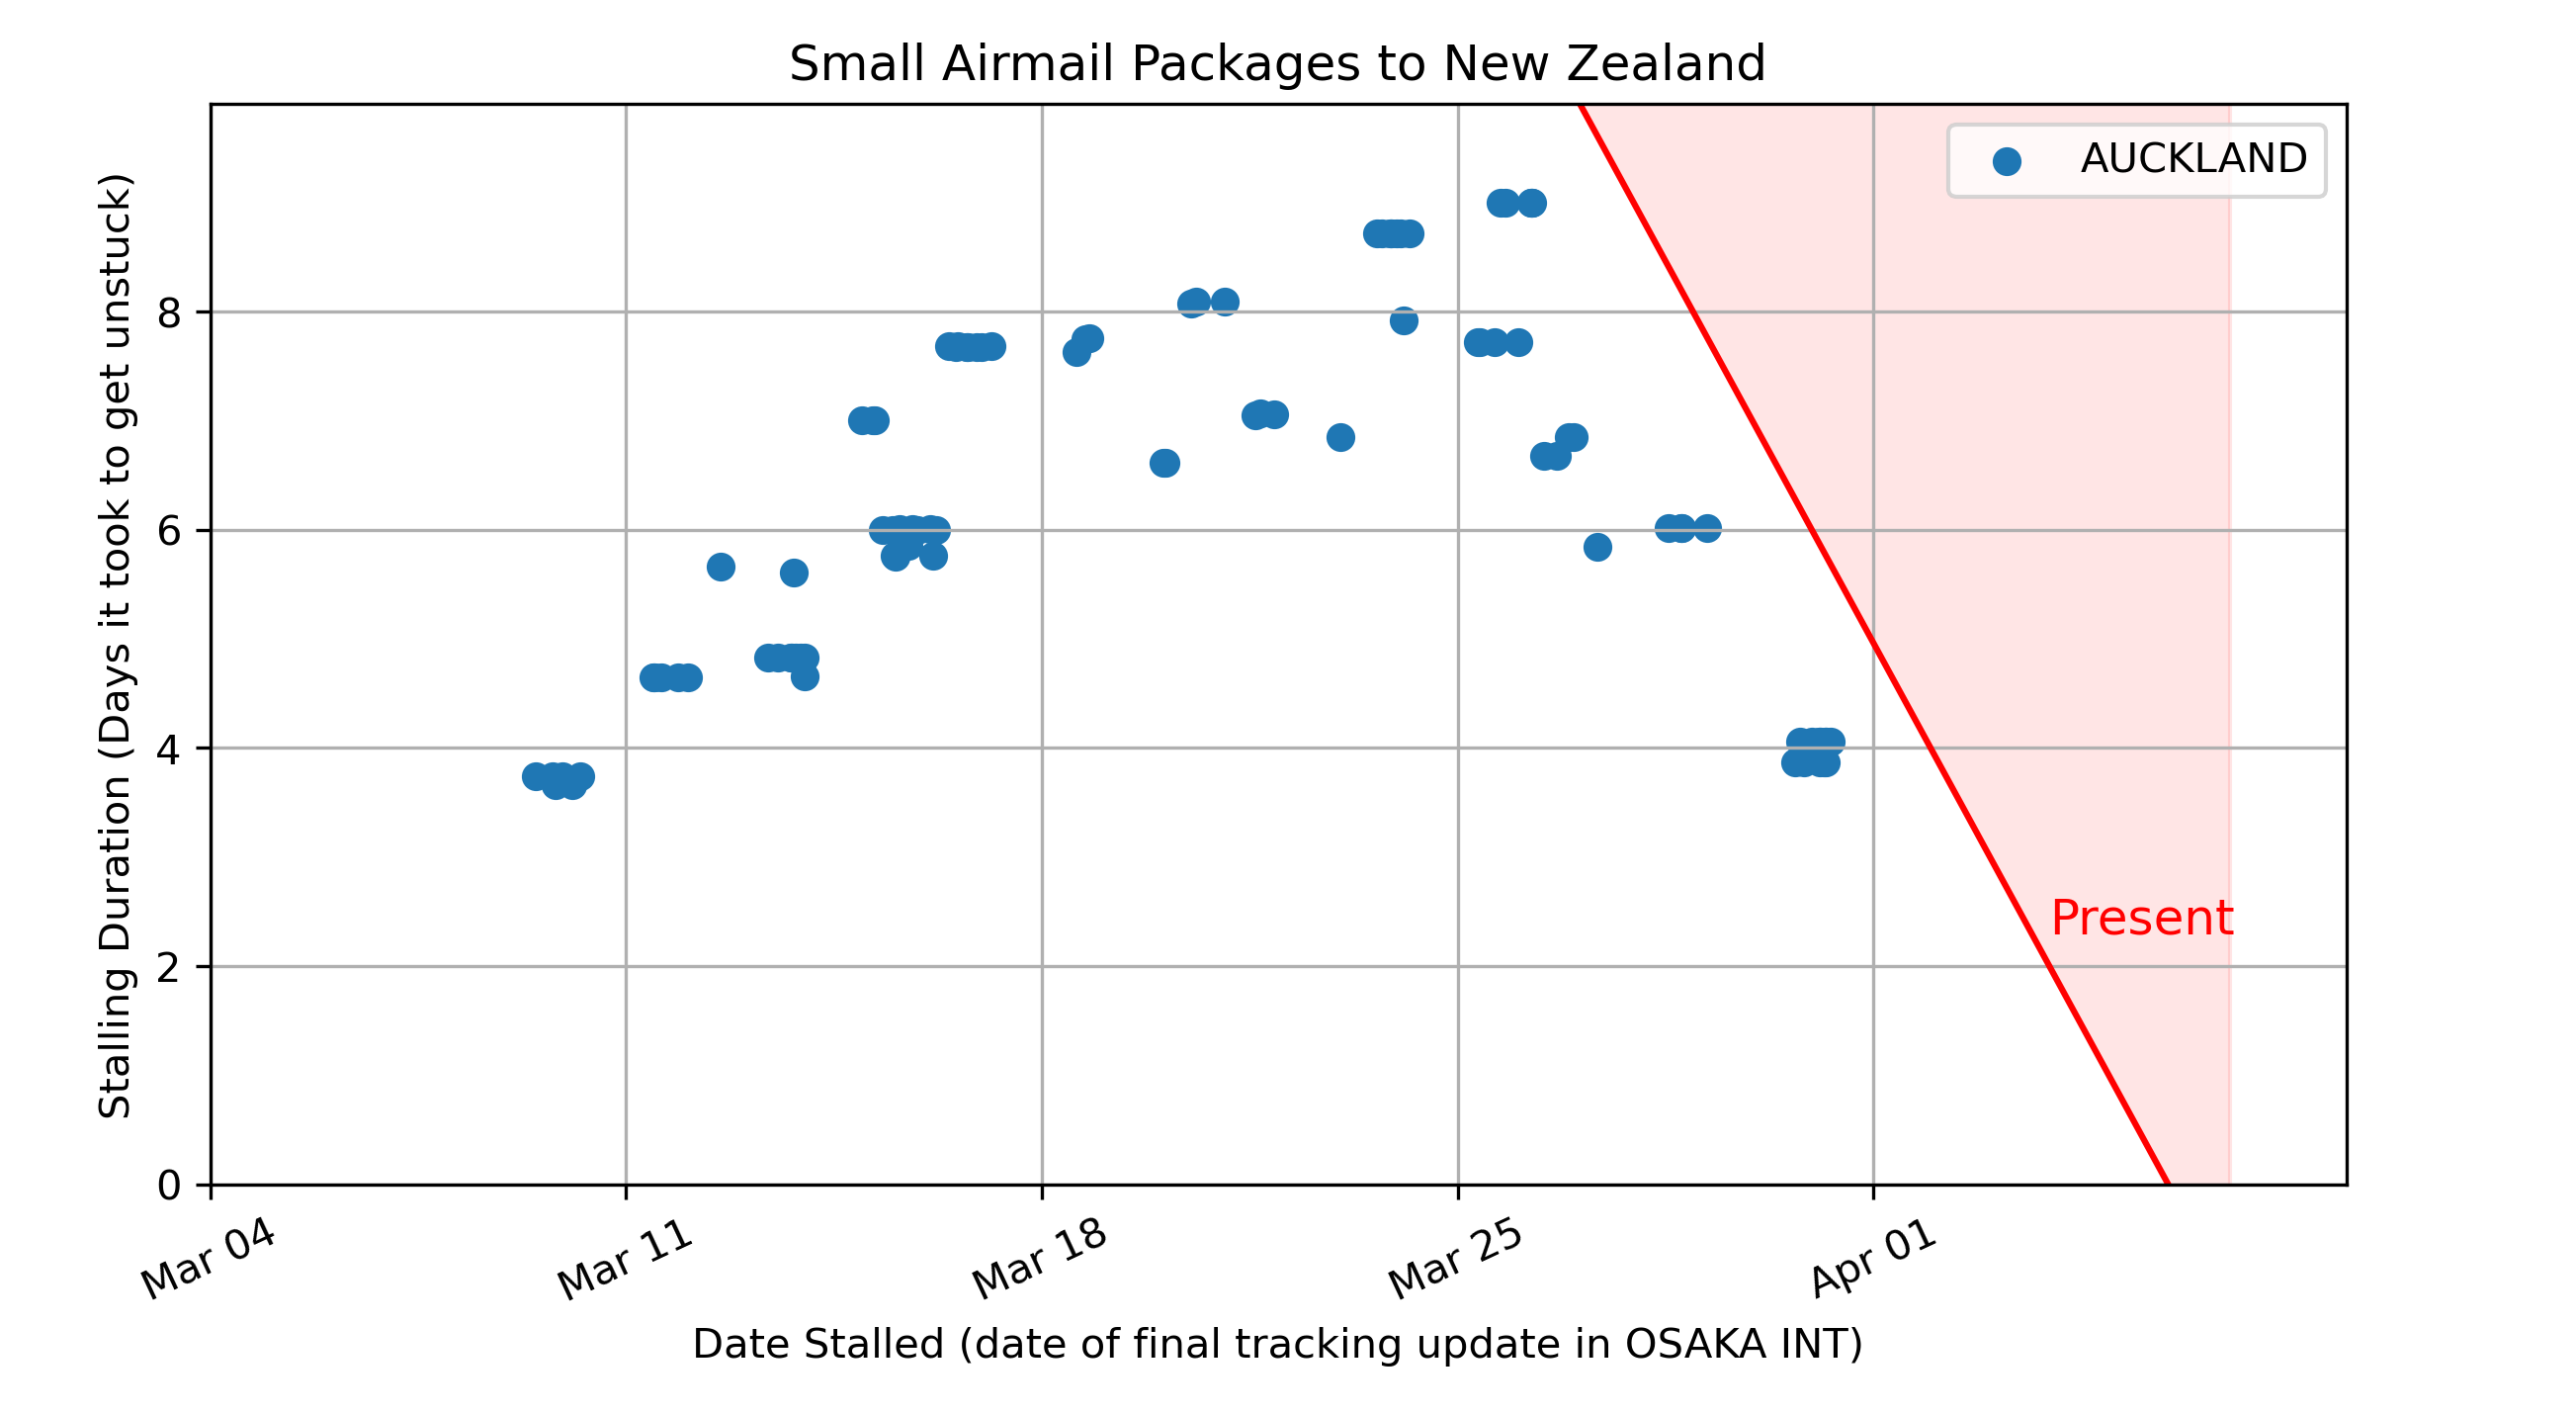 Small Airmail Packages to New Zealand
AUCKLAND
Stalling Duration (Days it took to get unstuck)
8
6
4
2
0
Present
Mar 04
Mar 11
Mar 18
Mar 25
Apr 01
Date Stalled (date of final tracking update in OSAKA INT)